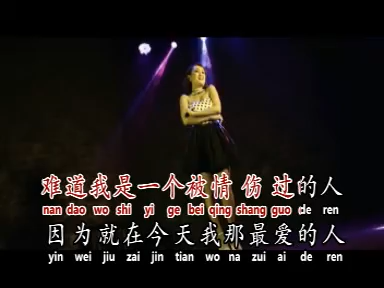 难道我是一个被情伤过的人
nan dao wo shi yi ge bei qing shang guo de ren
因为就在今天我那最爱的人
yin wei jiu zai jin tian wo na zui ai de ren